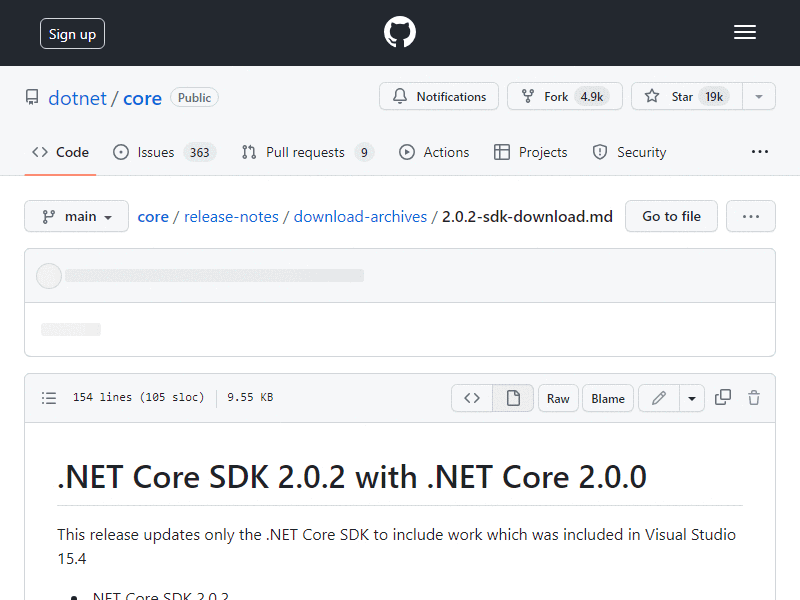 Sign up
dotnet / core Public
Notifications Fork 4.9k Star 19k
Code Issues 363 Pull requests 9 Actions Projects Security
main core / release-notes / download-archives / 2.0.2-sdk-download.md Go to file
154 lines (105 sloc) 9.55 KB Raw Blame
.NET Core SDK 2.0.2 with .NET Core 2.0.0
This release updates only the .NET Core SDK to include work which was included in Visual Studio
15.4
.NET Core SDK 2.0.2